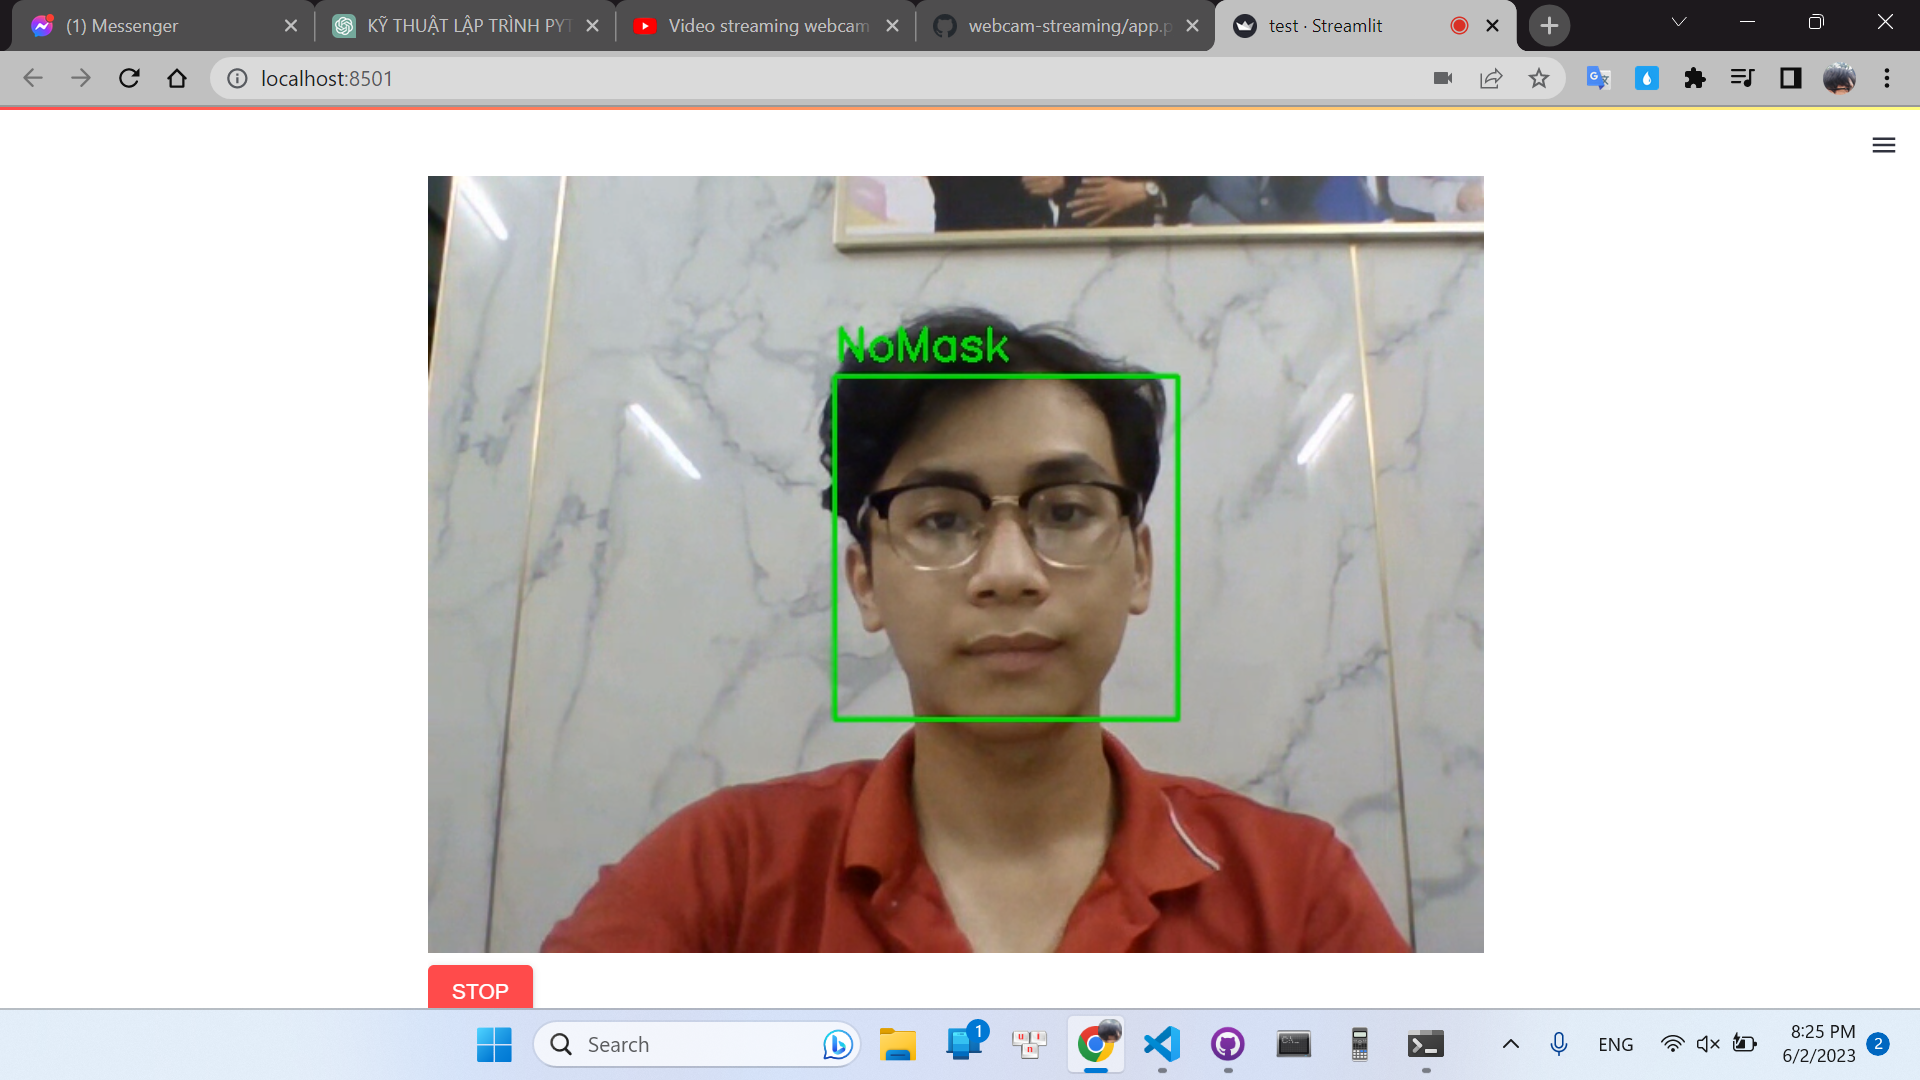 (1) Messenger
KỸ THUẬT LẬP TRÌNH PYT
Video streaming webcam
webcam-streaming/app.p
test · Streamlit
localhost:8501
NoMask
STOP
Search
1
ENG
8:25 PM
6/2/2023
2